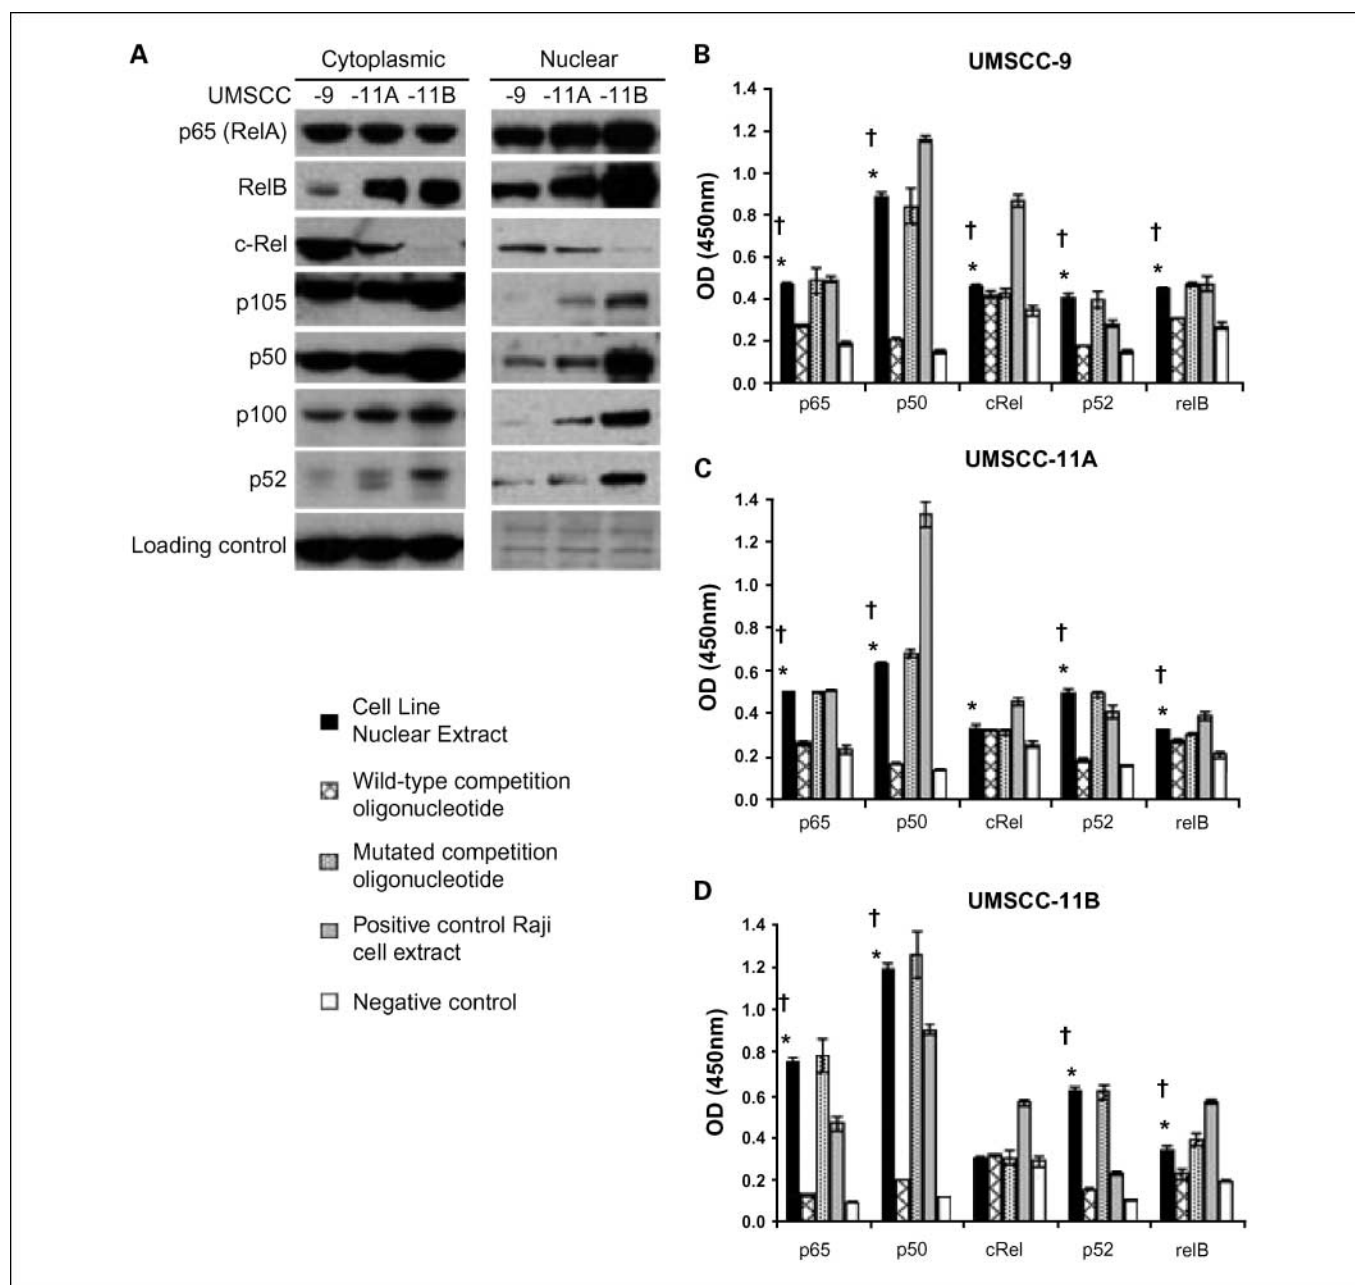 A
Cytoplasmic Nuclear
UMSCC -9 -11A -11B -9 -11A -11B
p65 (RelA)
RelB
c-Rel
p105
p50
p100
p52
Loading control
Cell Line
Nuclear Extract
Wild-type competition
oligonucleotide
Mutated competition
oligonucleotide
Positive control Raji
cell extract
Negative control
B
UMSCC-9
OD (450nm)
1.4
1.2
1.0
0.8
0.6
0.4
0.2
0.0
† † † † †
* * * * *
p65 p50 cRel p52 relB
C
UMSCC-11A
OD (450nm)
1.4
1.2
1.0
0.8
0.6
0.4
0.2
0.0
† † † †
* * * * *
p65 p50 cRel p52 relB
D
UMSCC-11B
OD (450nm)
1.4
1.2
1.0
0.8
0.6
0.4
0.2
0.0
† † † †
* * * *
p65 p50 cRel p52 relB